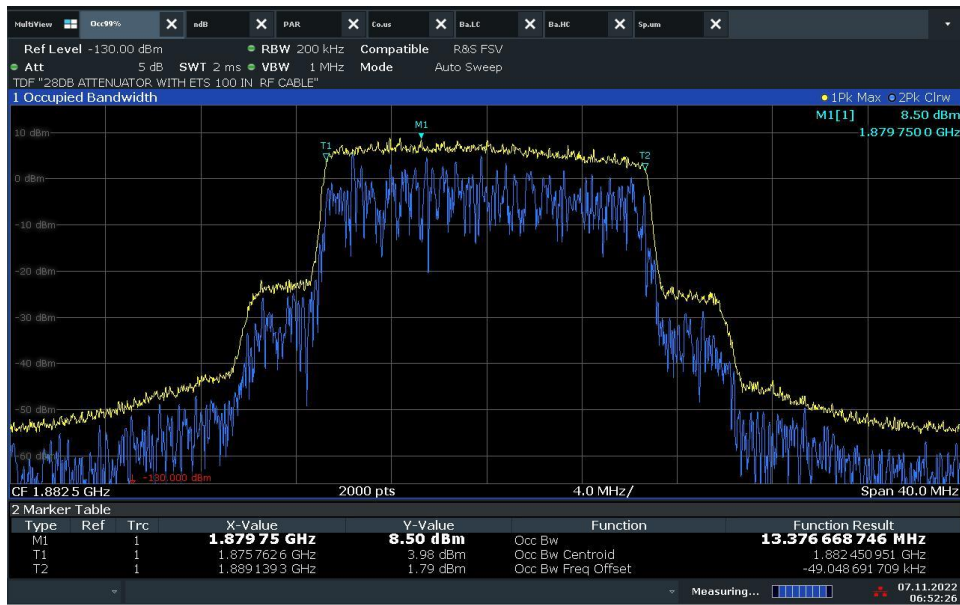 MultiView Occ99% ndB PAR Co.us Ba.LC Ba.HC Sp.um
Ref Level -130.00 dBm RBW 200 kHz Compatible R&S FSV
Att 5 dB SWT 2 ms VBW 1 MHz Mode Auto Sweep
TDF "28DB ATTENUATOR WITH ETS 100 IN RF CABLE"
1 Occupied Bandwidth 1Pk Max 2Pk Clrw
M1[1] 8.50 dBm
1.879 750 0 GHz
10 dBm
M1
T1
T2
0 dBm
-10 dBm
-20 dBm
-30 dBm
-40 dBm
-50 dBm
-60 dBm
-130.000 dBm
CF 1.882 5 GHz 2000 pts 4.0 MHz/ Span 40.0 MHz
2 Marker Table
Type Ref Trc X-Value Y-Value Function Function Result
M1 1 1.879 75 GHz 8.50 dBm Occ Bw 13.376 668 746 MHz
T1 1 1.875 762 6 GHz 3.98 dBm Occ Bw Centroid 1.882 450 951 GHz
T2 1 1.889 139 3 GHz 1.79 dBm Occ Bw Freq Offset -49.048 691 709 kHz
Measuring... 07.11.2022
06:52:26